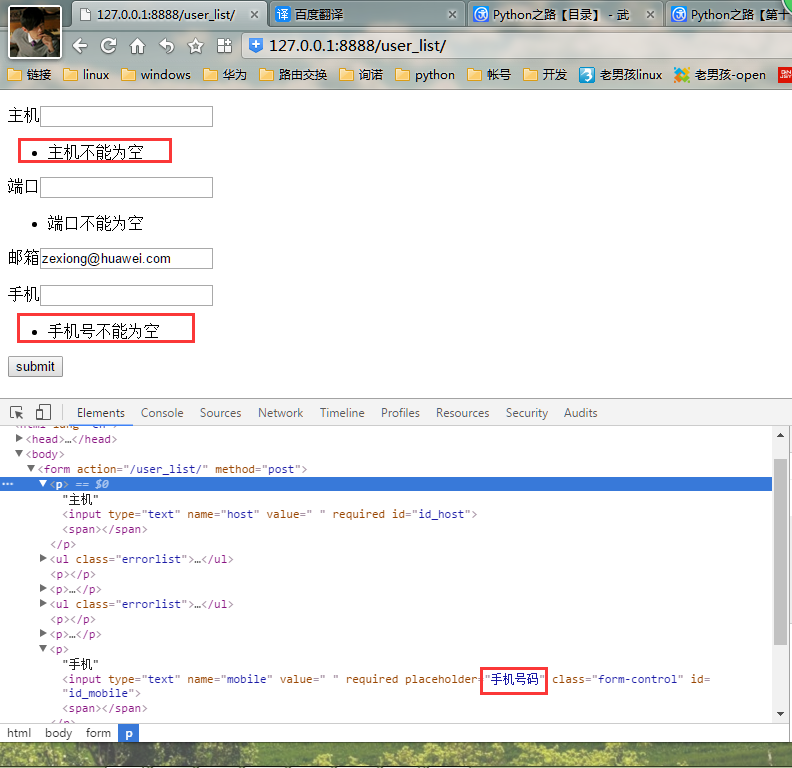 127.0.0.1:8888/user_list/ 译 百度翻译 Python之路【目录】 - 武 Python之路【第十
127.0.0.1:8888/user_list/
链接 linux windows 华为 路由交换 询诺 python 帐号 开发 老男孩linux 老男孩-open
主机
• 主机不能为空
端口
• 端口不能为空
邮箱 zexiong@huawei.com
手机
• 手机号不能为空
submit
Elements Console Sources Network Timeline Profiles Resources Security Audits
<html lang="en">
<head>…</head>
<body>
<form action="/user_list/" method="post">
<p> == $0
"主机"
<input type="text" name="host" value=" " required id="id_host">
<span></span>
</p>
<ul class="errorlist">…</ul>
<p></p>
<p>…</p>
<ul class="errorlist">…</ul>
<p></p>
<p>…</p>
<p>
"手机"
<input type="text" name="mobile" value=" " required placeholder="手机号码" class="form-control" id=
"id_mobile">
<span></span>
</p>
html body form p